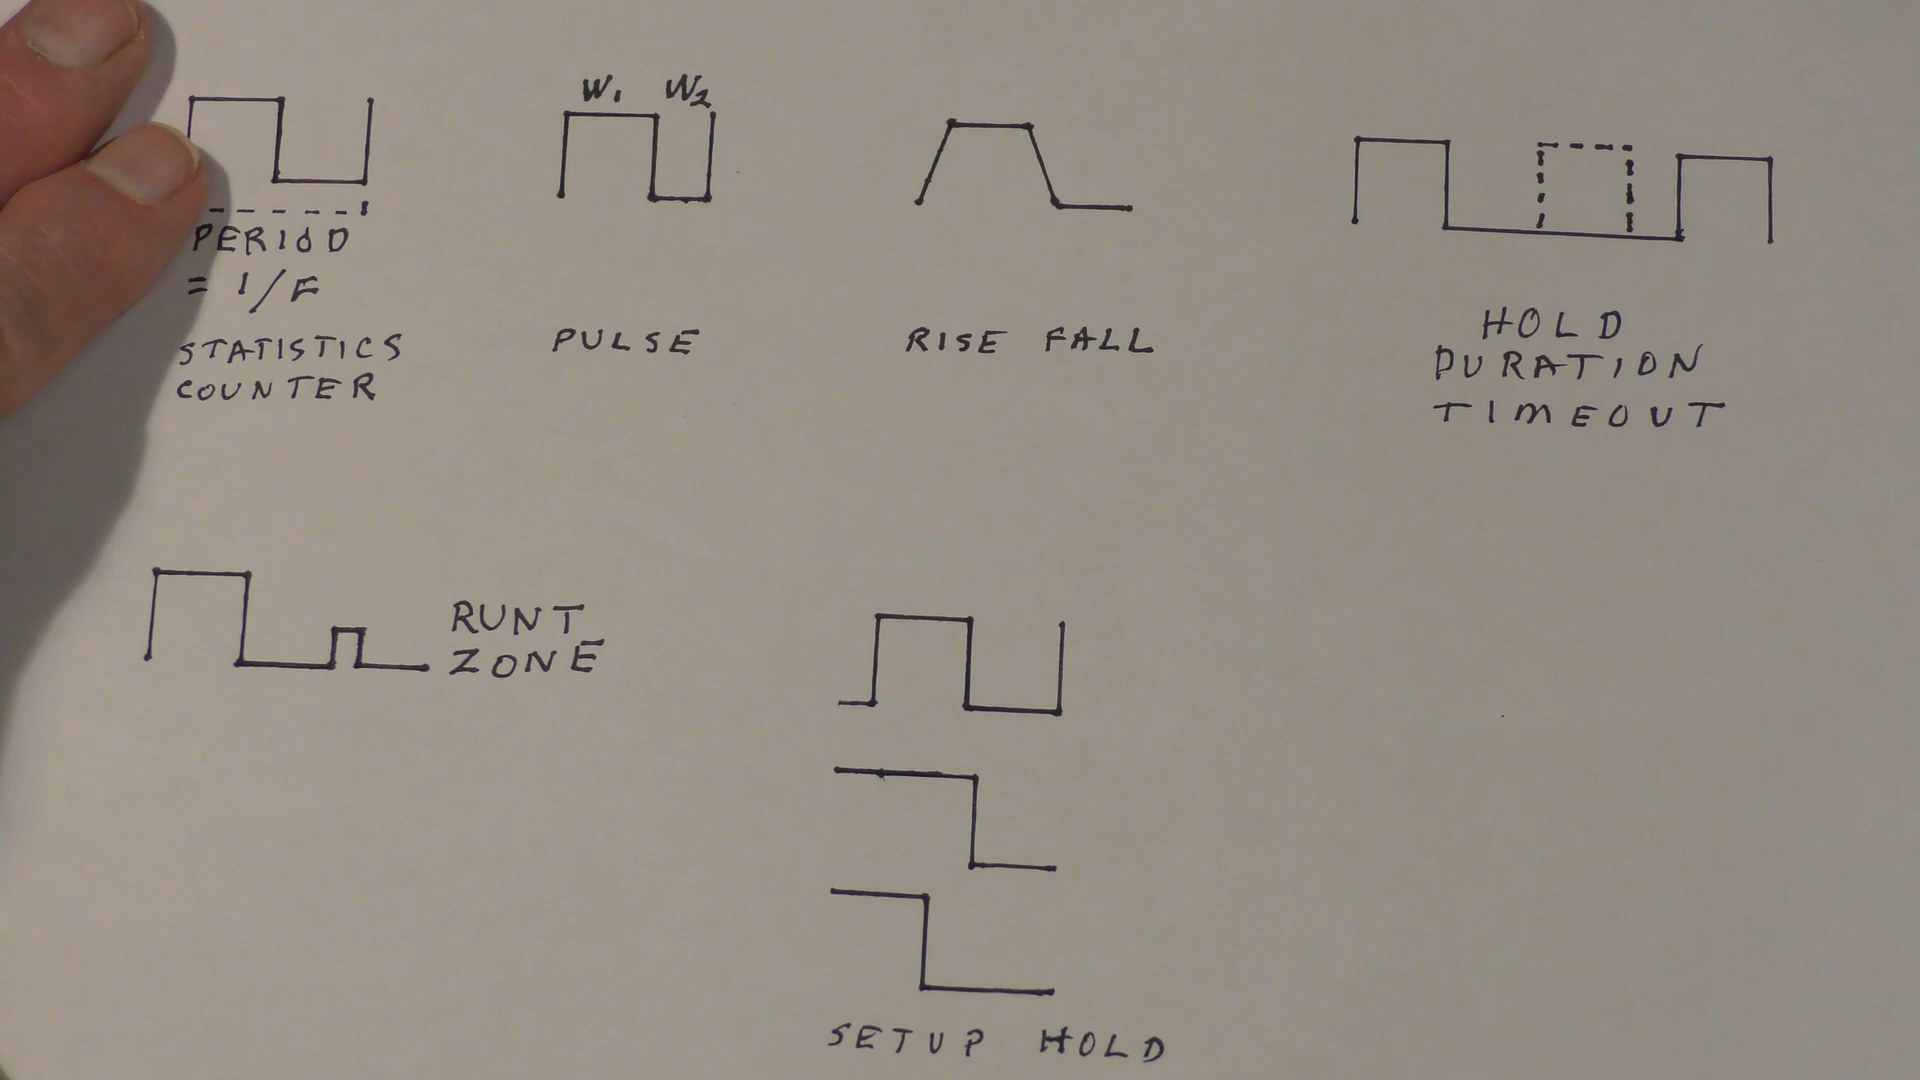 W1 W2
PERIOD
= 1/F
STATISTICS
COUNTER
PULSE
RISE FALL
HOLD
DURATION
TIMEOUT
RUNT
ZONE
SETUP HOLD